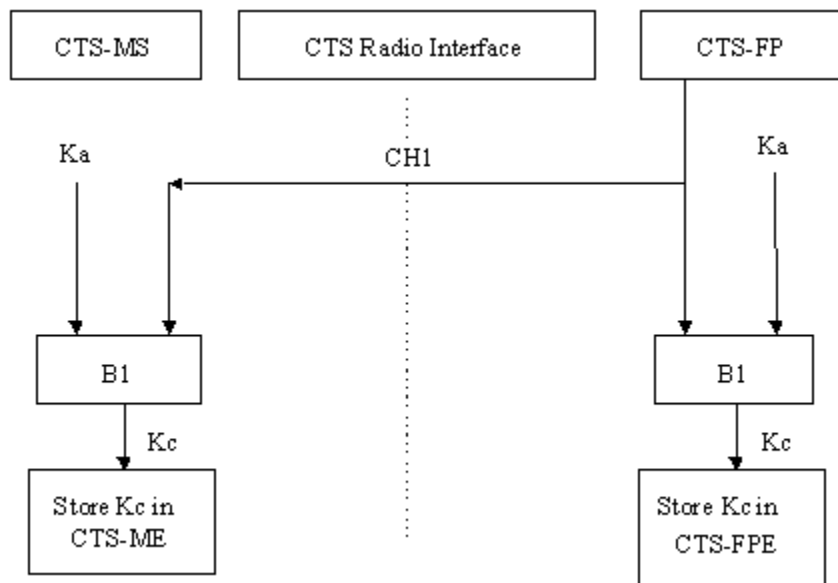 CTS-MS
CTS Radio Interface
CTS-FP
Ka
CH1
Ka
B1
B1
Kc
Kc
Store Kc in
CTS-ME
Store Kc in
CTS-FPE